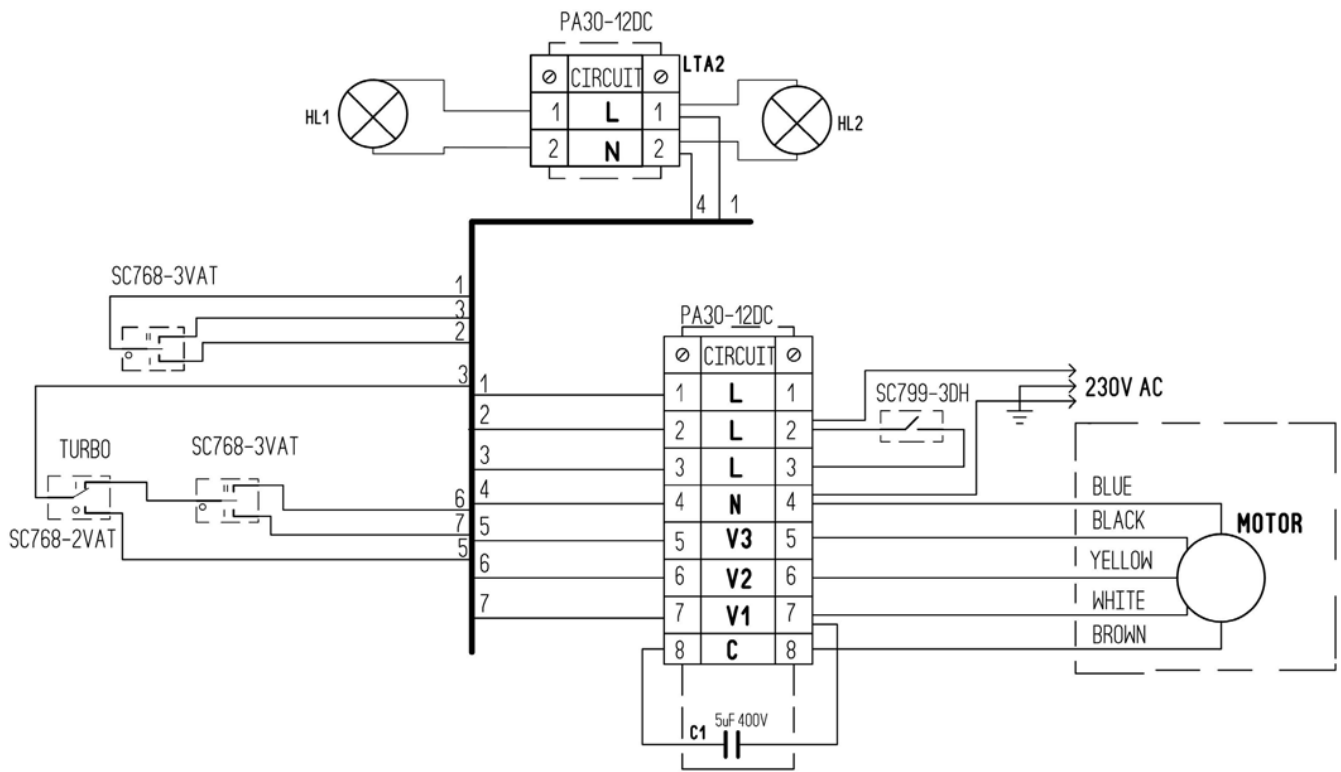 PA30-12DC
CIRCUIT
LTA2
1 L 1
2 N 2
HL1
HL2
4 1
SC768-3VAT
II
I
1
3
2
3
TURBO
I
SC768-2VAT
SC768-3VAT
II
I
6
7
5
1
2
3
4
5
6
7
PA30-12DC
CIRCUIT
1 L 1
2 L 2
3 L 3
4 N 4
5 V3 5
6 V2 6
7 V1 7
8 C 8
C1
5uF 400V
SC799-3DH
230V AC
BLUE
BLACK
YELLOW
WHITE
BROWN
MOTOR